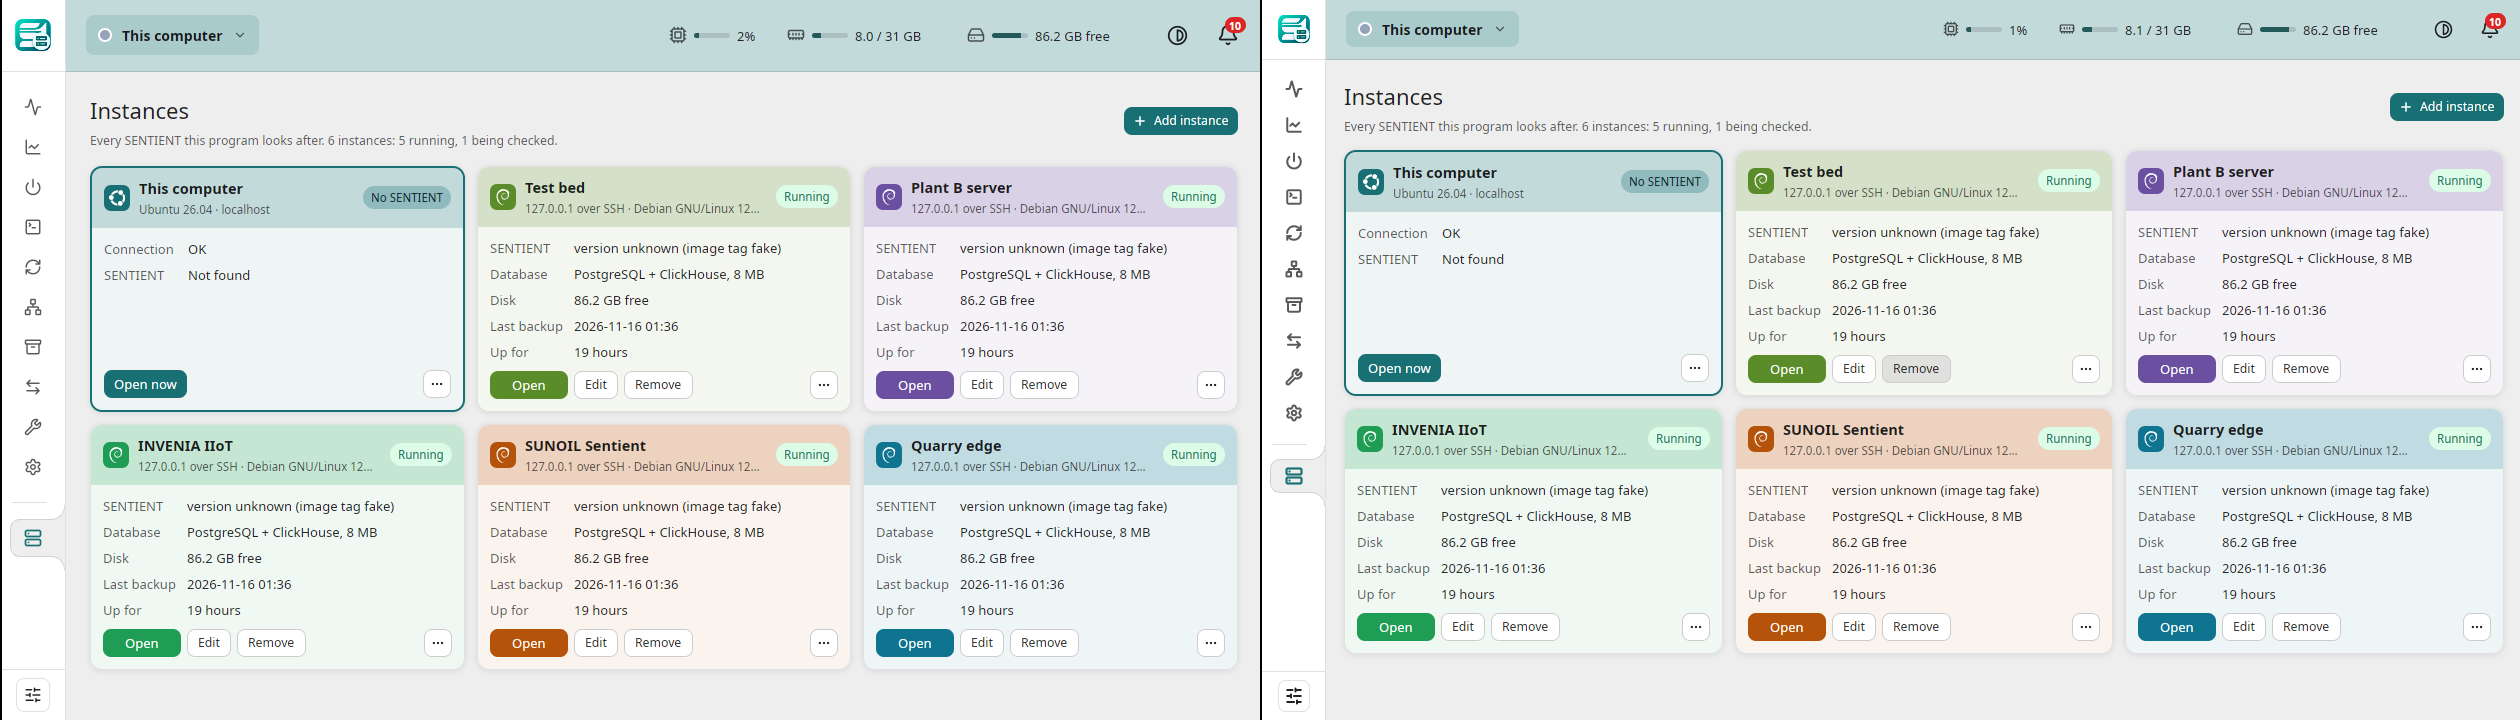 This computer
2%
8.0 / 31 GB
86.2 GB free
10
Instances
Every SENTIENT this program looks after. 6 instances: 5 running, 1 being checked.
+ Add instance
This computer
Ubuntu 26.04 · localhost
No SENTIENT
Connection OK
SENTIENT Not found
Open now
...
Test bed
127.0.0.1 over SSH · Debian GNU/Linux 12...
Running
SENTIENT version unknown (image tag fake)
Database PostgreSQL + ClickHouse, 8 MB
Disk 86.2 GB free
Last backup 2026-11-16 01:36
Up for 19 hours
Open Edit Remove ...
Plant B server
127.0.0.1 over SSH · Debian GNU/Linux 12...
Running
SENTIENT version unknown (image tag fake)
Database PostgreSQL + ClickHouse, 8 MB
Disk 86.2 GB free
Last backup 2026-11-16 01:36
Up for 19 hours
Open Edit Remove ...
INVENIA IIoT
127.0.0.1 over SSH · Debian GNU/Linux 12...
Running
SENTIENT version unknown (image tag fake)
Database PostgreSQL + ClickHouse, 8 MB
Disk 86.2 GB free
Last backup 2026-11-16 01:36
Up for 19 hours
Open Edit Remove ...
SUNOIL Sentient
127.0.0.1 over SSH · Debian GNU/Linux 12...
Running
SENTIENT version unknown (image tag fake)
Database PostgreSQL + ClickHouse, 8 MB
Disk 86.2 GB free
Last backup 2026-11-16 01:36
Up for 19 hours
Open Edit Remove ...
Quarry edge
127.0.0.1 over SSH · Debian GNU/Linux 12...
Running
SENTIENT version unknown (image tag fake)
Database PostgreSQL + ClickHouse, 8 MB
Disk 86.2 GB free
Last backup 2026-11-16 01:36
Up for 19 hours
Open Edit Remove ...
This computer
1%
8.1 / 31 GB
86.2 GB free
10
Instances
Every SENTIENT this program looks after. 6 instances: 5 running, 1 being checked.
+ Add instance
This computer
Ubuntu 26.04 · localhost
No SENTIENT
Connection OK
SENTIENT Not found
Open now
...
Test bed
127.0.0.1 over SSH · Debian GNU/Linux 12...
Running
SENTIENT version unknown (image tag fake)
Database PostgreSQL + ClickHouse, 8 MB
Disk 86.2 GB free
Last backup 2026-11-16 01:36
Up for 19 hours
Open Edit Remove ...
Plant B server
127.0.0.1 over SSH · Debian GNU/Linux 12...
Running
SENTIENT version unknown (image tag fake)
Database PostgreSQL + ClickHouse, 8 MB
Disk 86.2 GB free
Last backup 2026-11-16 01:36
Up for 19 hours
Open Edit Remove ...
INVENIA IIoT
127.0.0.1 over SSH · Debian GNU/Linux 12...
Running
SENTIENT version unknown (image tag fake)
Database PostgreSQL + ClickHouse, 8 MB
Disk 86.2 GB free
Last backup 2026-11-16 01:36
Up for 19 hours
Open Edit Remove ...
SUNOIL Sentient
127.0.0.1 over SSH · Debian GNU/Linux 12...
Running
SENTIENT version unknown (image tag fake)
Database PostgreSQL + ClickHouse, 8 MB
Disk 86.2 GB free
Last backup 2026-11-16 01:36
Up for 19 hours
Open Edit Remove ...
Quarry edge
127.0.0.1 over SSH · Debian GNU/Linux 12...
Running
SENTIENT version unknown (image tag fake)
Database PostgreSQL + ClickHouse, 8 MB
Disk 86.2 GB free
Last backup 2026-11-16 01:36
Up for 19 hours
Open Edit Remove ...